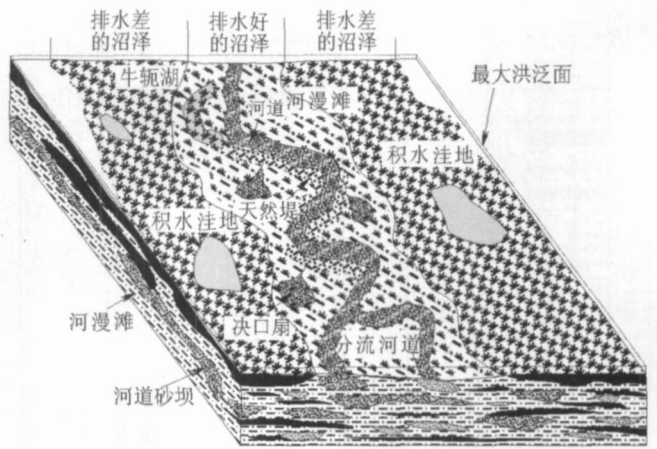 排水差
的沼泽
排水好
的沼泽
排水差
的沼泽
牛轭湖
河道
河漫滩
最大洪泛面
积水洼地
积水洼地
天然堤
河漫滩
决口扇
分流河道
河道砂坝